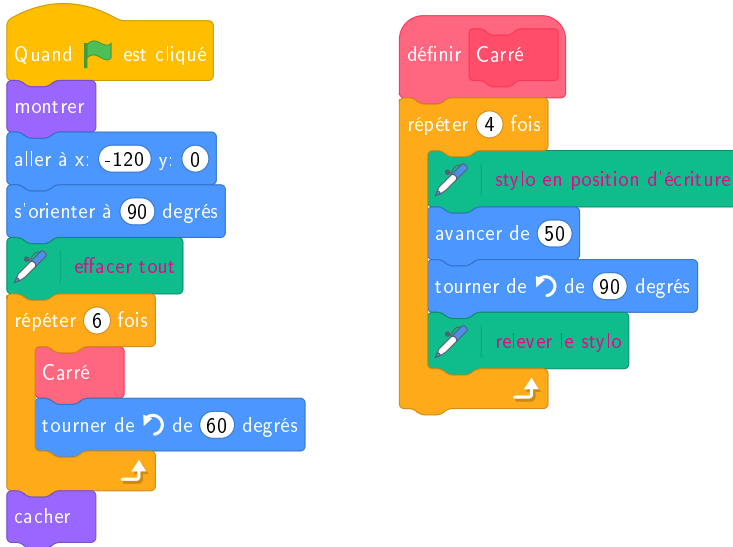 Quand est cliqué
montrer
aller à x: -120 y: 0
s'orienter à 90 degrés
effacer tout
répéter 6 fois
Carré
tourner de de 60 degrés
cacher
définir Carré
répéter 4 fois
stylo en position d'écriture
avancer de 50
tourner de de 90 degrés
relever le stylo